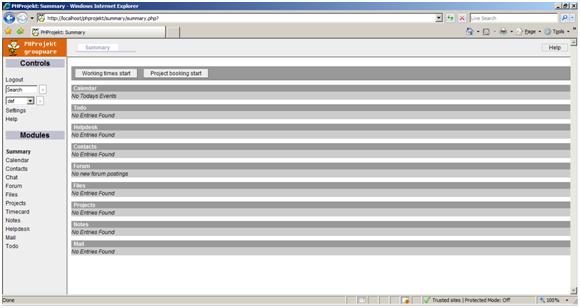 PHProjekt: Summary - Windows Internet Explorer
http://localhost/phprojekt/summary/summary.php?
Live Search
PHProjekt: Summary
Page
Tools
PHProjekt
groupware
Summary
Help
Controls
Logout
Search
def
Settings
Help
Modules
Summary
Calendar
Contacts
Chat
Forum
Files
Projects
Timecard
Notes
Helpdesk
Mail
Todo
Working times start
Project booking start
Calendar
No Todays Events
Todo
No Entries Found
Helpdesk
No Entries Found
Contacts
No Entries Found
Forum
No new forum postings
Files
No Entries Found
Projects
No Entries Found
Notes
No Entries Found
Mail
No Entries Found
Done
Trusted sites | Protected Mode: Off
100%